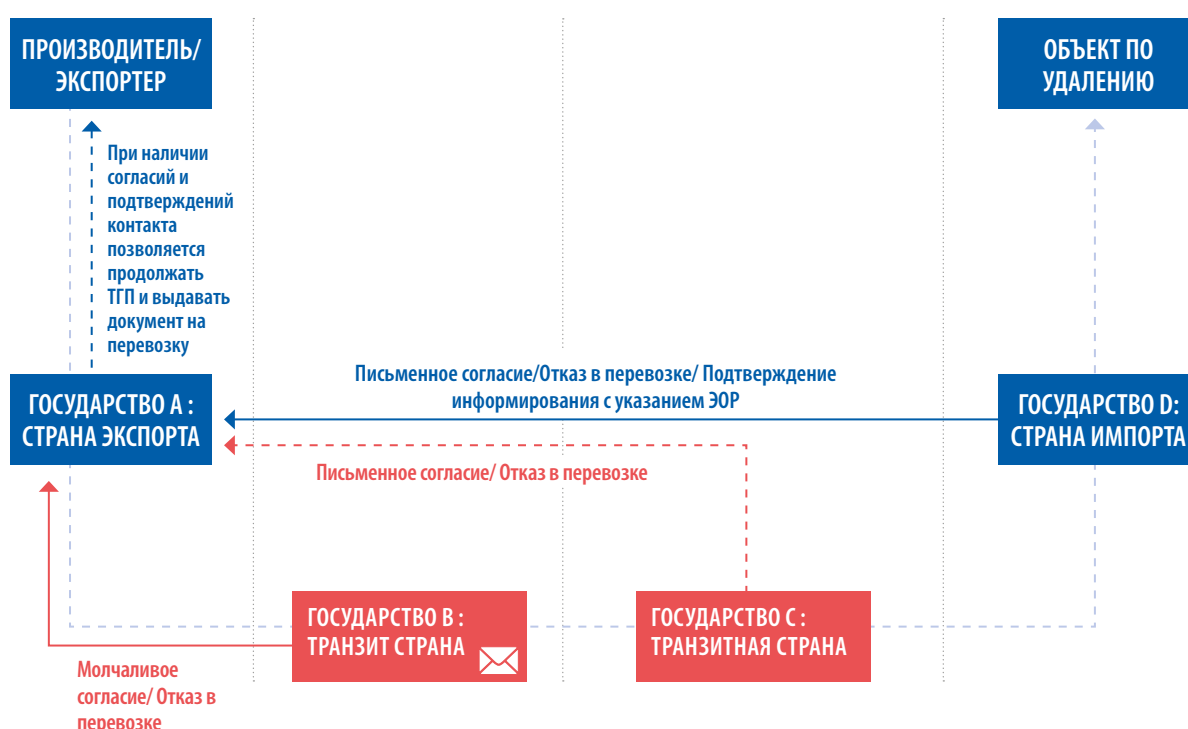 ПРОИЗВОДИТЕЛЬ/
ЭКСПОРТЕР
ОБЪЕКТ ПО
УДАЛЕНИЮ
При наличии
согласий и
подтверждений
контакта
позволяется
продолжать
ТГП и выдавать
документ на
перевозку
ГОСУДАРСТВО А :
СТРАНА ЭКСПОРТА
Письменное согласие/Отказ в перевозке/ Подтверждение
информирования с указанием ЭОР
ГОСУДАРСТВО D:
СТРАНА ИМПОРТА
Письменное согласие/ Отказ в перевозке
ГОСУДАРСТВО В :
ТРАНЗИТ СТРАНА
ГОСУДАРСТВО С :
ТРАНЗИТНАЯ СТРАНА
Молчаливое
согласие/ Отказ в
перевозке